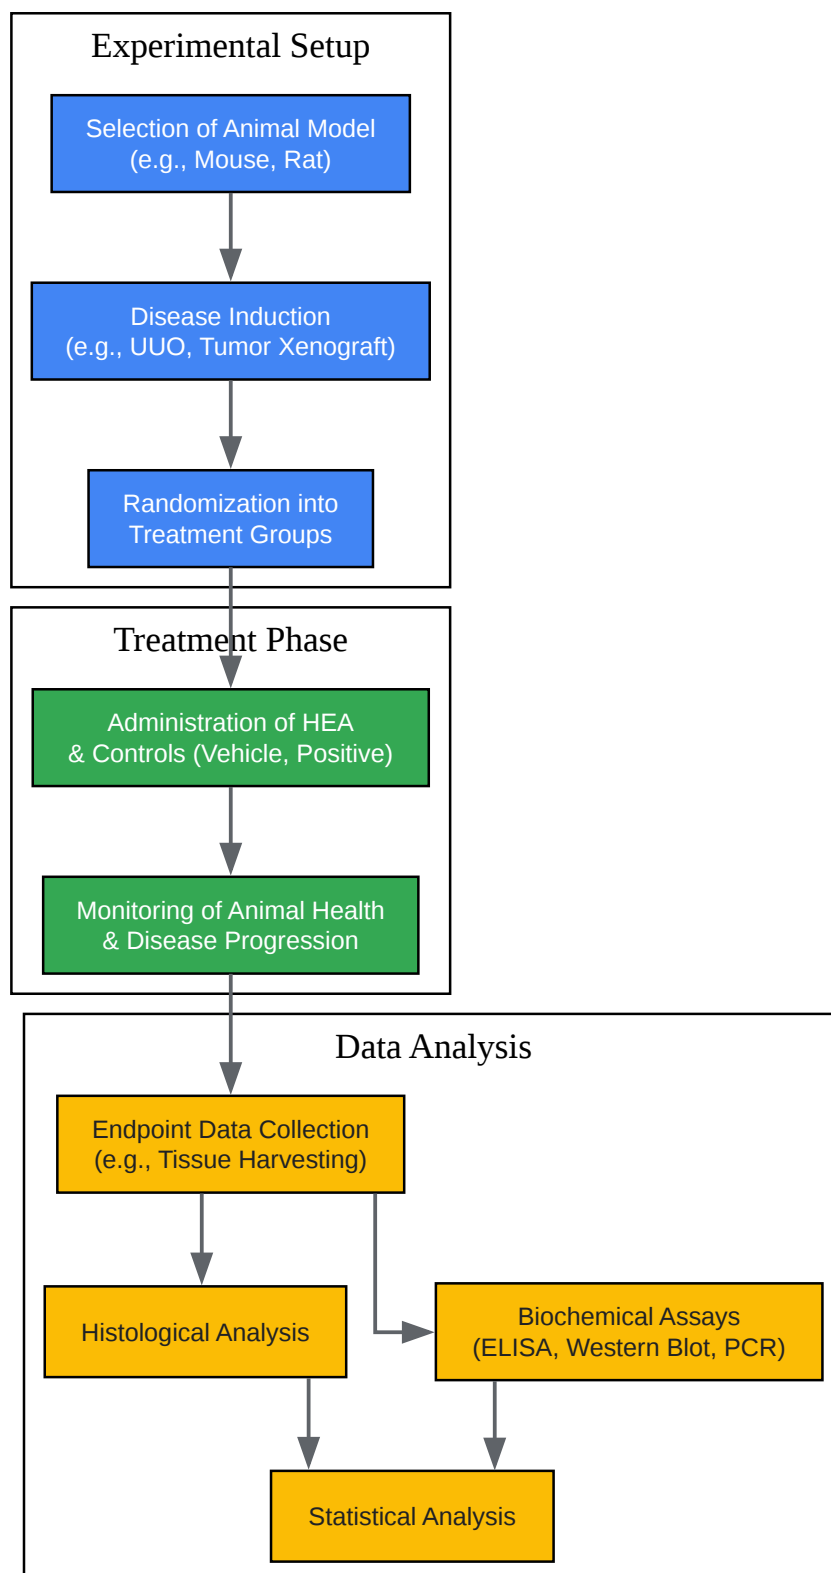 Experimental Setup
Selection of Animal Model
(e.g., Mouse, Rat)
Disease Induction
(e.g., UUO, Tumor Xenograft)
Randomization into
Treatment Groups
Treatment Phase
Administration of HEA
& Controls (Vehicle, Positive)
Monitoring of Animal Health
& Disease Progression
Data Analysis
Endpoint Data Collection
(e.g., Tissue Harvesting)
Histological Analysis
Biochemical Assays
(ELISA, Western Blot, PCR)
Statistical Analysis